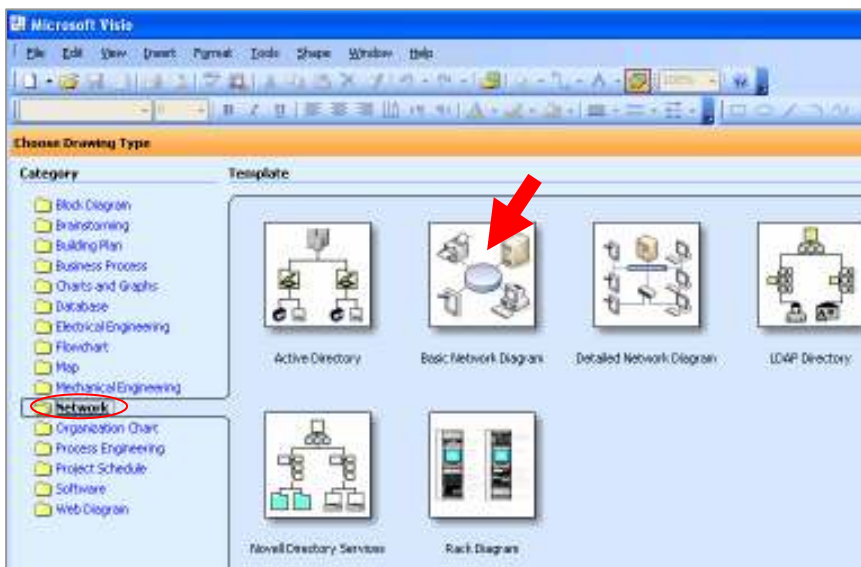 Microsoft Visio
File Edit View Insert Format Tools Shape Window Help
100%
B I U
A
Choose Drawing Type
Category
Template
Block Diagram
Brainstorming
Building Plan
Business Process
Charts and Graphs
Database
Electrical Engineering
Flowchart
Map
Mechanical Engineering
Network
Organization Chart
Process Engineering
Project Schedule
Software
Web Diagram
Active Directory
Basic Network Diagram
Detailed Network Diagram
LDAP Directory
Novell Directory Services
Rack Diagram